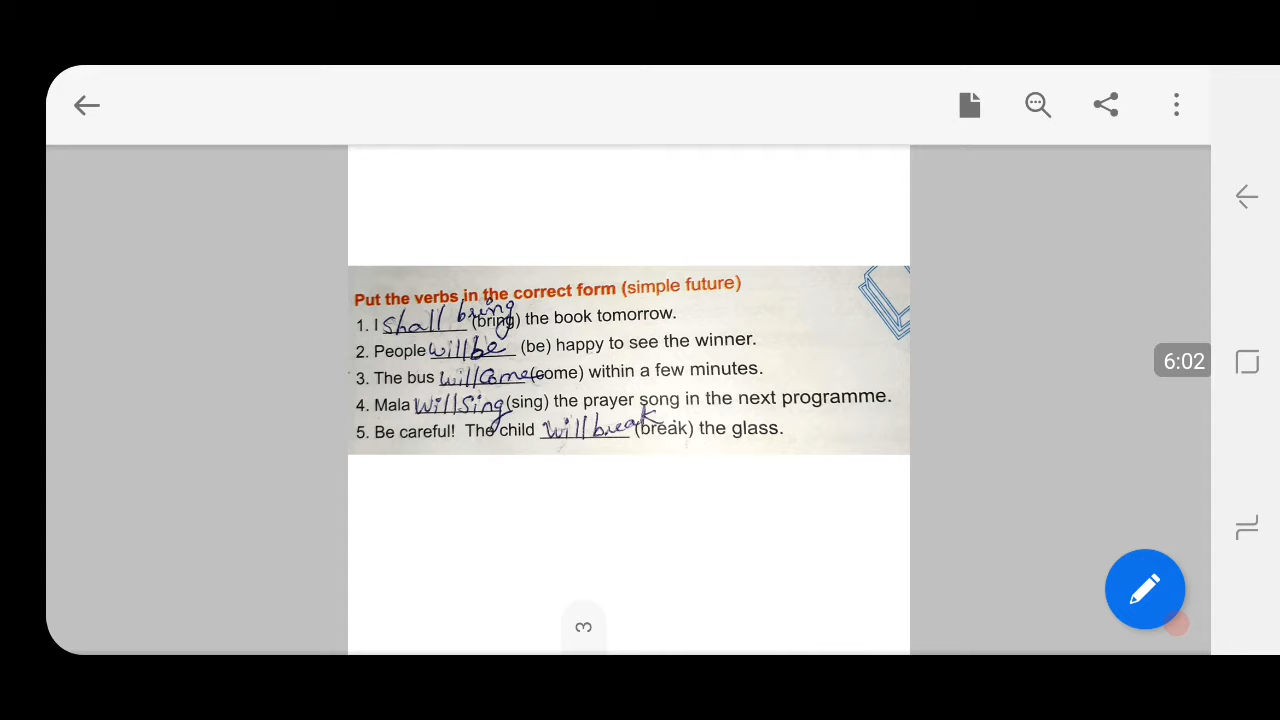 Put the verbs in the correct form (simple future)
1. I shall bring (bring) the book tomorrow.
2. People will be (be) happy to see the winner.
3. The bus will come (come) within a few minutes.
4. Mala will sing (sing) the prayer song in the next programme.
5. Be careful! The child will break (break) the glass.
6:02
3